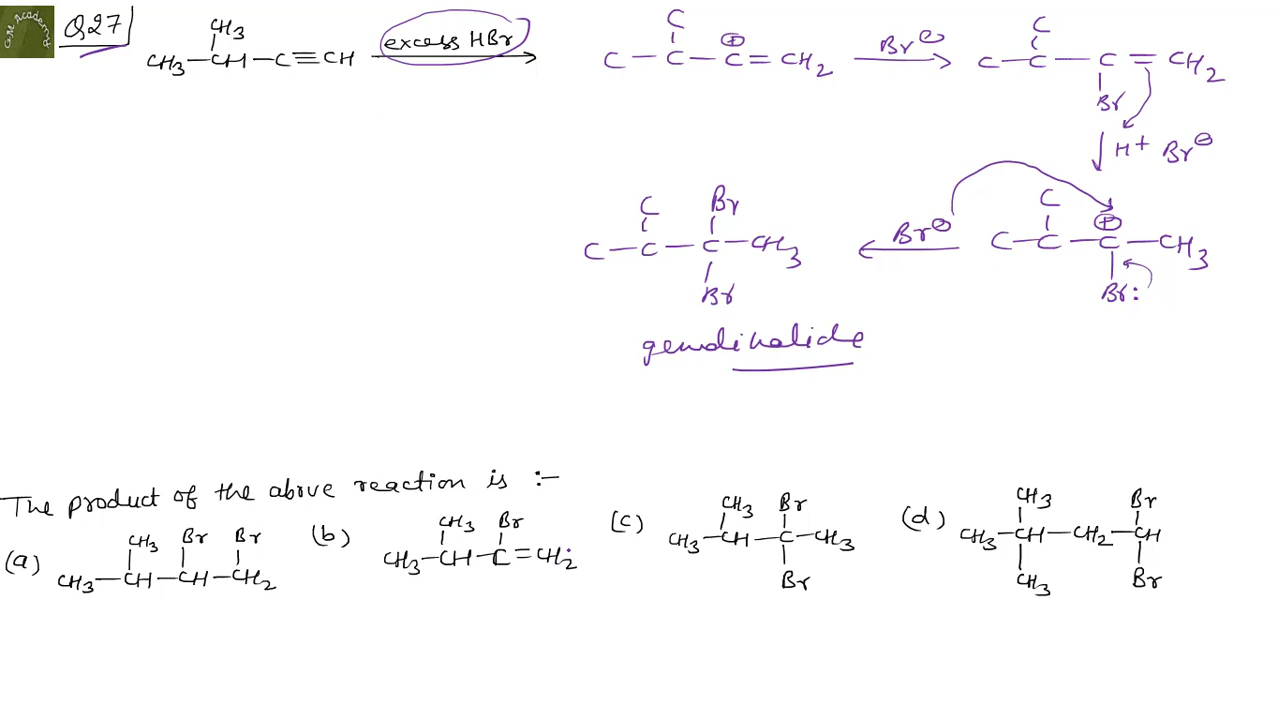 G.M Academy
Q27
CH3
CH3—CH—C≡CH
excess HBr
C
C—C—C=CH2
⊕
Br⊖
C
C—C—C=CH2
Br
H+ Br⊖
C
C—C—C—CH3
⊕
Br:
Br⊖
C Br
C—C—C—CH3
Br
gemdihalide
The product of the above reaction is :-
(a)
CH3 Br Br
CH3—CH—CH—CH2
(b)
CH3 Br
CH3—CH—C=CH2
(c)
CH3 Br
CH3—CH—C—CH3
Br
(d)
CH3 Br
CH3—CH—CH2—CH
CH3 Br